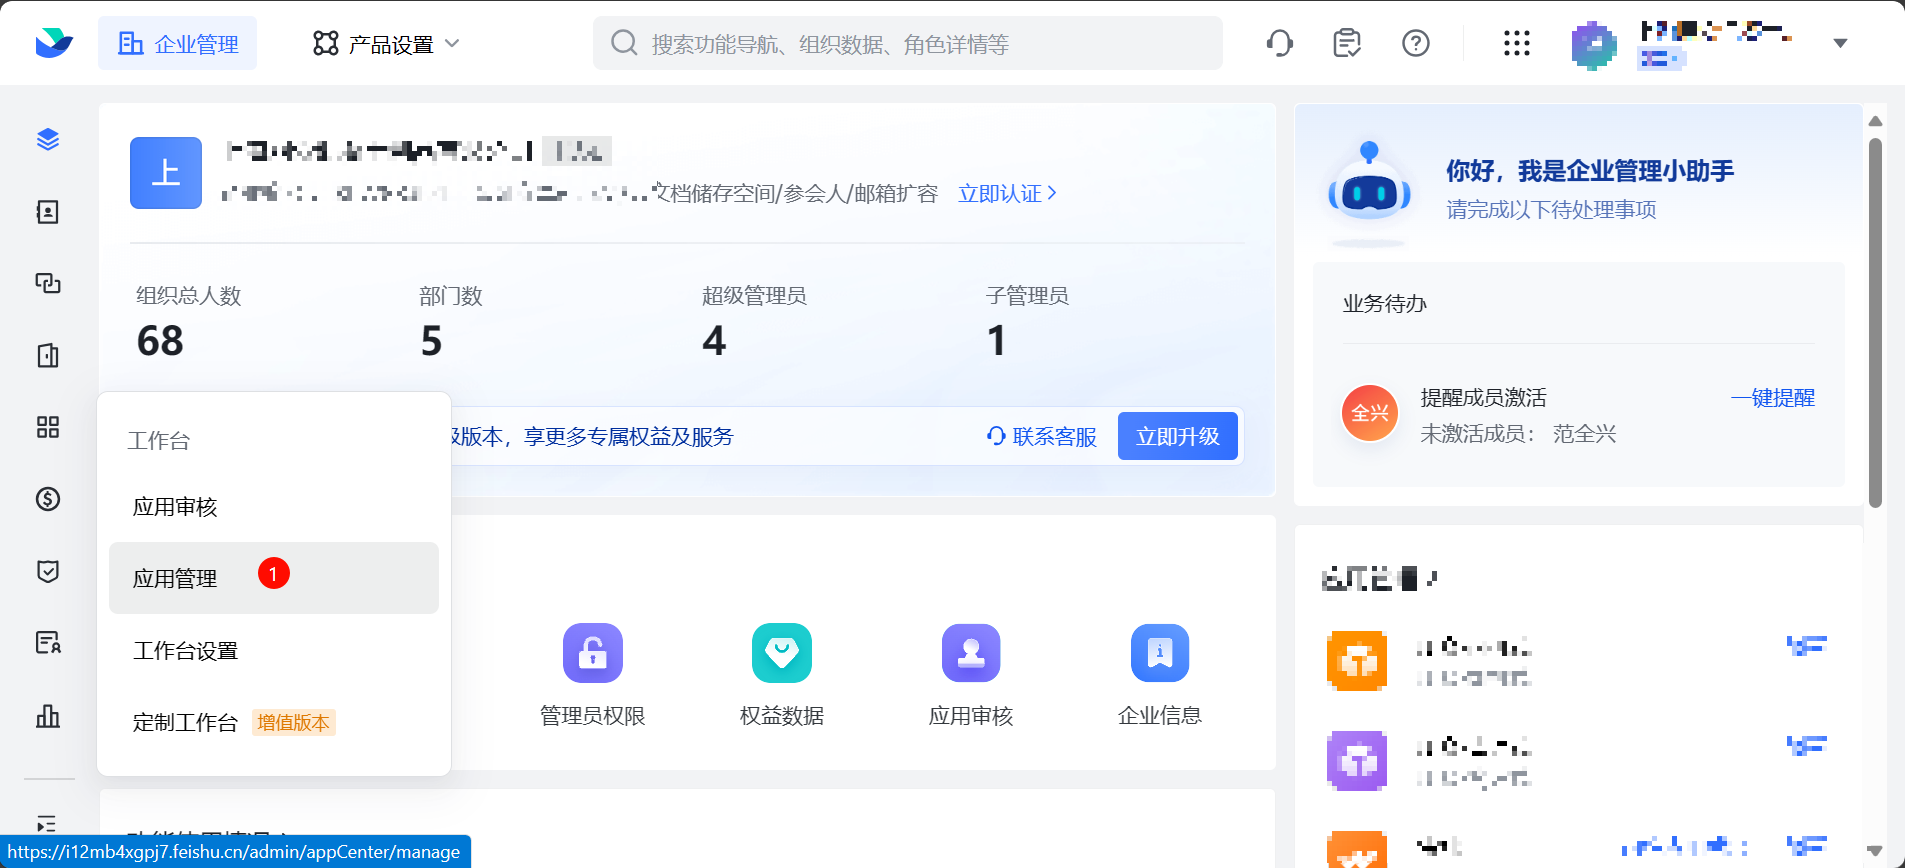 企业管理
产品设置
搜索功能导航、组织数据、角色详情等
上
文档储存空间/参会人/邮箱扩容 立即认证
组织总人数 部门数 超级管理员 子管理员
68 5 4 1
级版本，享更多专属权益及服务 联系客服 立即升级
工作台
应用审核
应用管理 1
工作台设置
定制工作台 增值版本
管理员权限 权益数据 应用审核 企业信息
你好，我是企业管理小助手
请完成以下待处理事项
业务待办
全兴 提醒成员激活 一键提醒
未激活成员： 范全兴
https://i12mb4xgpj7.feishu.cn/admin/appCenter/manage